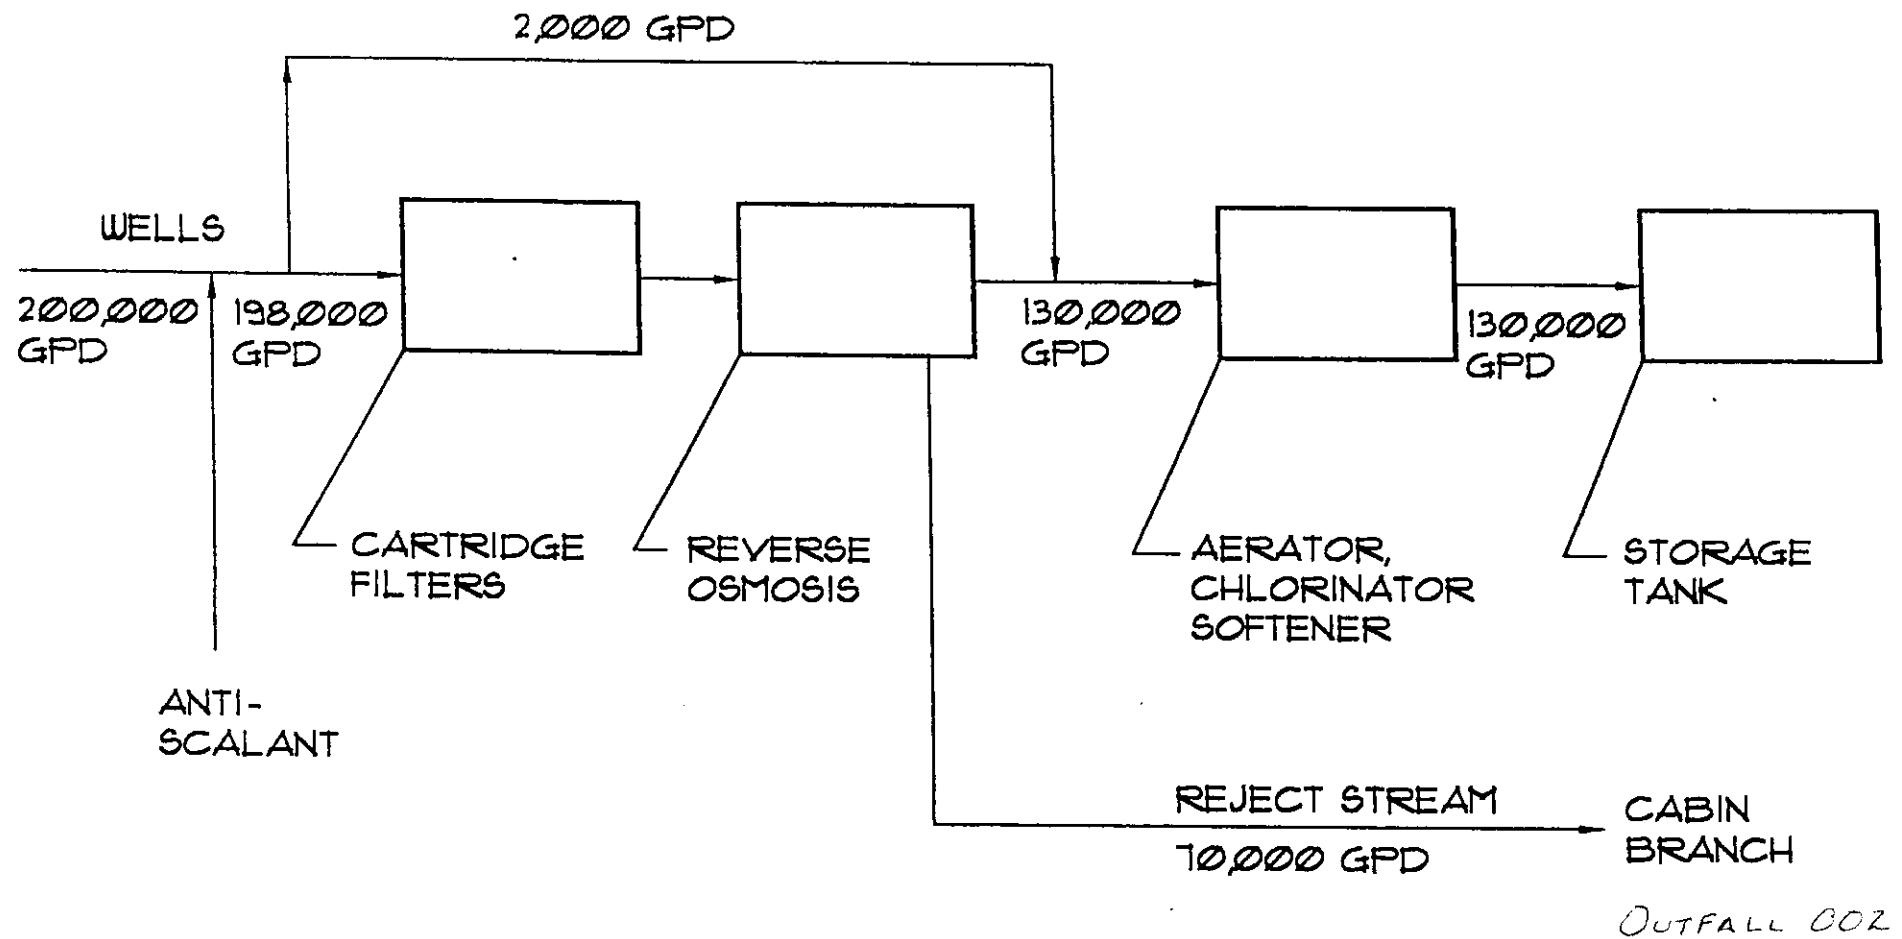 2,000 GPD
WELLS
200,000
GPD
198,000
GPD
130,000
GPD
130,000
GPD
CARTRIDGE
FILTERS
REVERSE
OSMOSIS
AERATOR,
CHLORINATOR
SOFTENER
STORAGE
TANK
ANTI-
SCALANT
REJECT STREAM
70,000 GPD
CABIN
BRANCH
OUTFALL 002